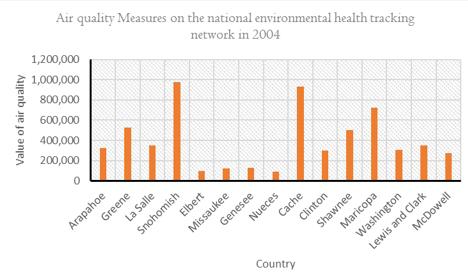 Air quality Measures on the national environmental health tracking
network in 2004
Value of air quality
1,200,000
1,000,000
800,000
600,000
400,000
200,000
0
Arapahoe
Greene
La Salle
Snohomish
Elbert
Missaukee
Genesee
Nueces
Cache
Clinton
Shawnee
Maricopa
Washington
Lewis and Clark
McDowell
Country